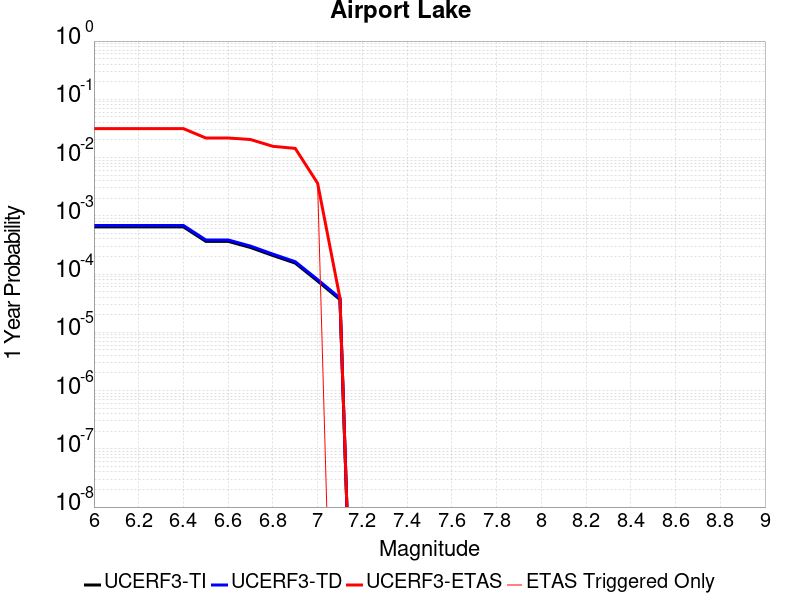 Airport Lake
10^0
10^-1
10^-2
10^-3
10^-4
10^-5
10^-6
10^-7
10^-8
1 Year Probability
6 6.2 6.4 6.6 6.8 7 7.2 7.4 7.6 7.8 8 8.2 8.4 8.6 8.8 9
Magnitude
UCERF3-TI UCERF3-TD UCERF3-ETAS ETAS Triggered Only